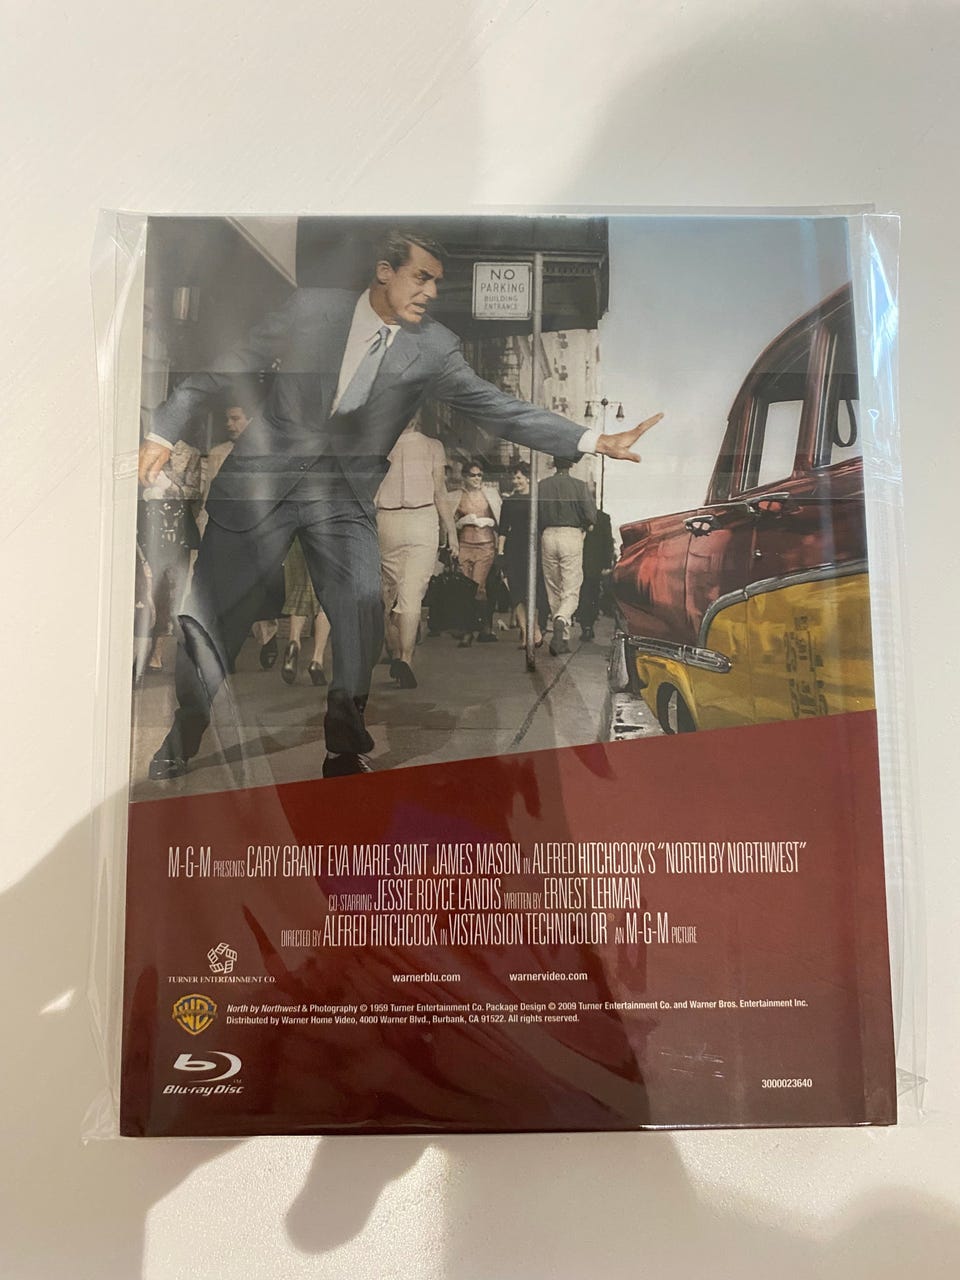 NO
PARKING
BUILDING
ENTRANCE
M-G-M PRESENTS CARY GRANT EVA MARIE SAINT JAMES MASON IN ALFRED HITCHCOCK'S "NORTH BY NORTHWEST"
CO-STARRING JESSIE ROYCE LANDIS WRITTEN BY ERNEST LEHMAN
DIRECTED BY ALFRED HITCHCOCK IN VISTAVISION TECHNICOLOR® AN M-G-M PICTURE
TURNER ENTERTAINMENT CO.
warnerblu.com warnervideo.com
WB
North by Northwest & Photography © 1959 Turner Entertainment Co. Package Design © 2009 Turner Entertainment Co. and Warner Bros. Entertainment Inc.
Distributed by Warner Home Video, 4000 Warner Blvd., Burbank, CA 91522. All rights reserved.
Blu-ray Disc™
3000023640